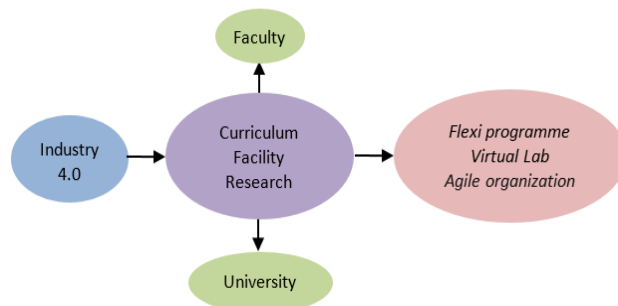 Faculty
Industry
4.0
Curriculum
Facility
Research
Flexi programme
Virtual Lab
Agile organization
University